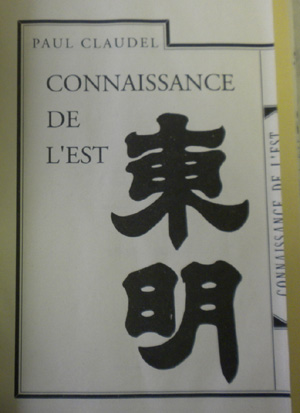 PAUL CLAUDEL
CONNAISSANCE
DE
L'EST
東
明
CONNAISSANCE DE L'EST